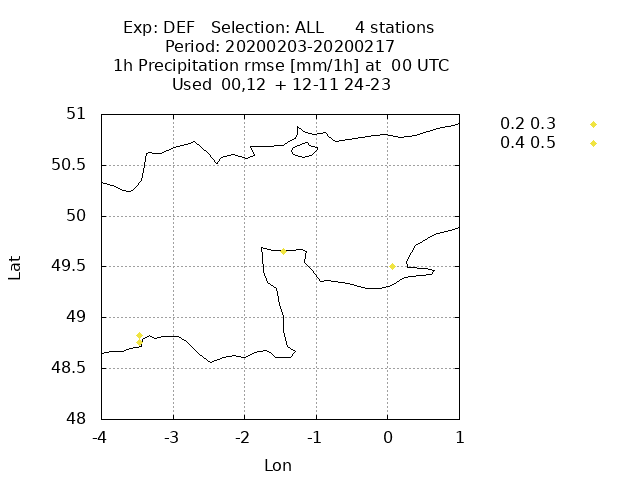 Exp: DEF   Selection: ALL      4 stations
Period: 20200203-20200217
1h Precipitation rmse [mm/1h] at  00 UTC
Used  00,12  + 12-11 24-23
0.2 0.3
0.4 0.5
51
50.5
50
49.5
49
48.5
48
Lat
-4 -3 -2 -1 0 1
Lon